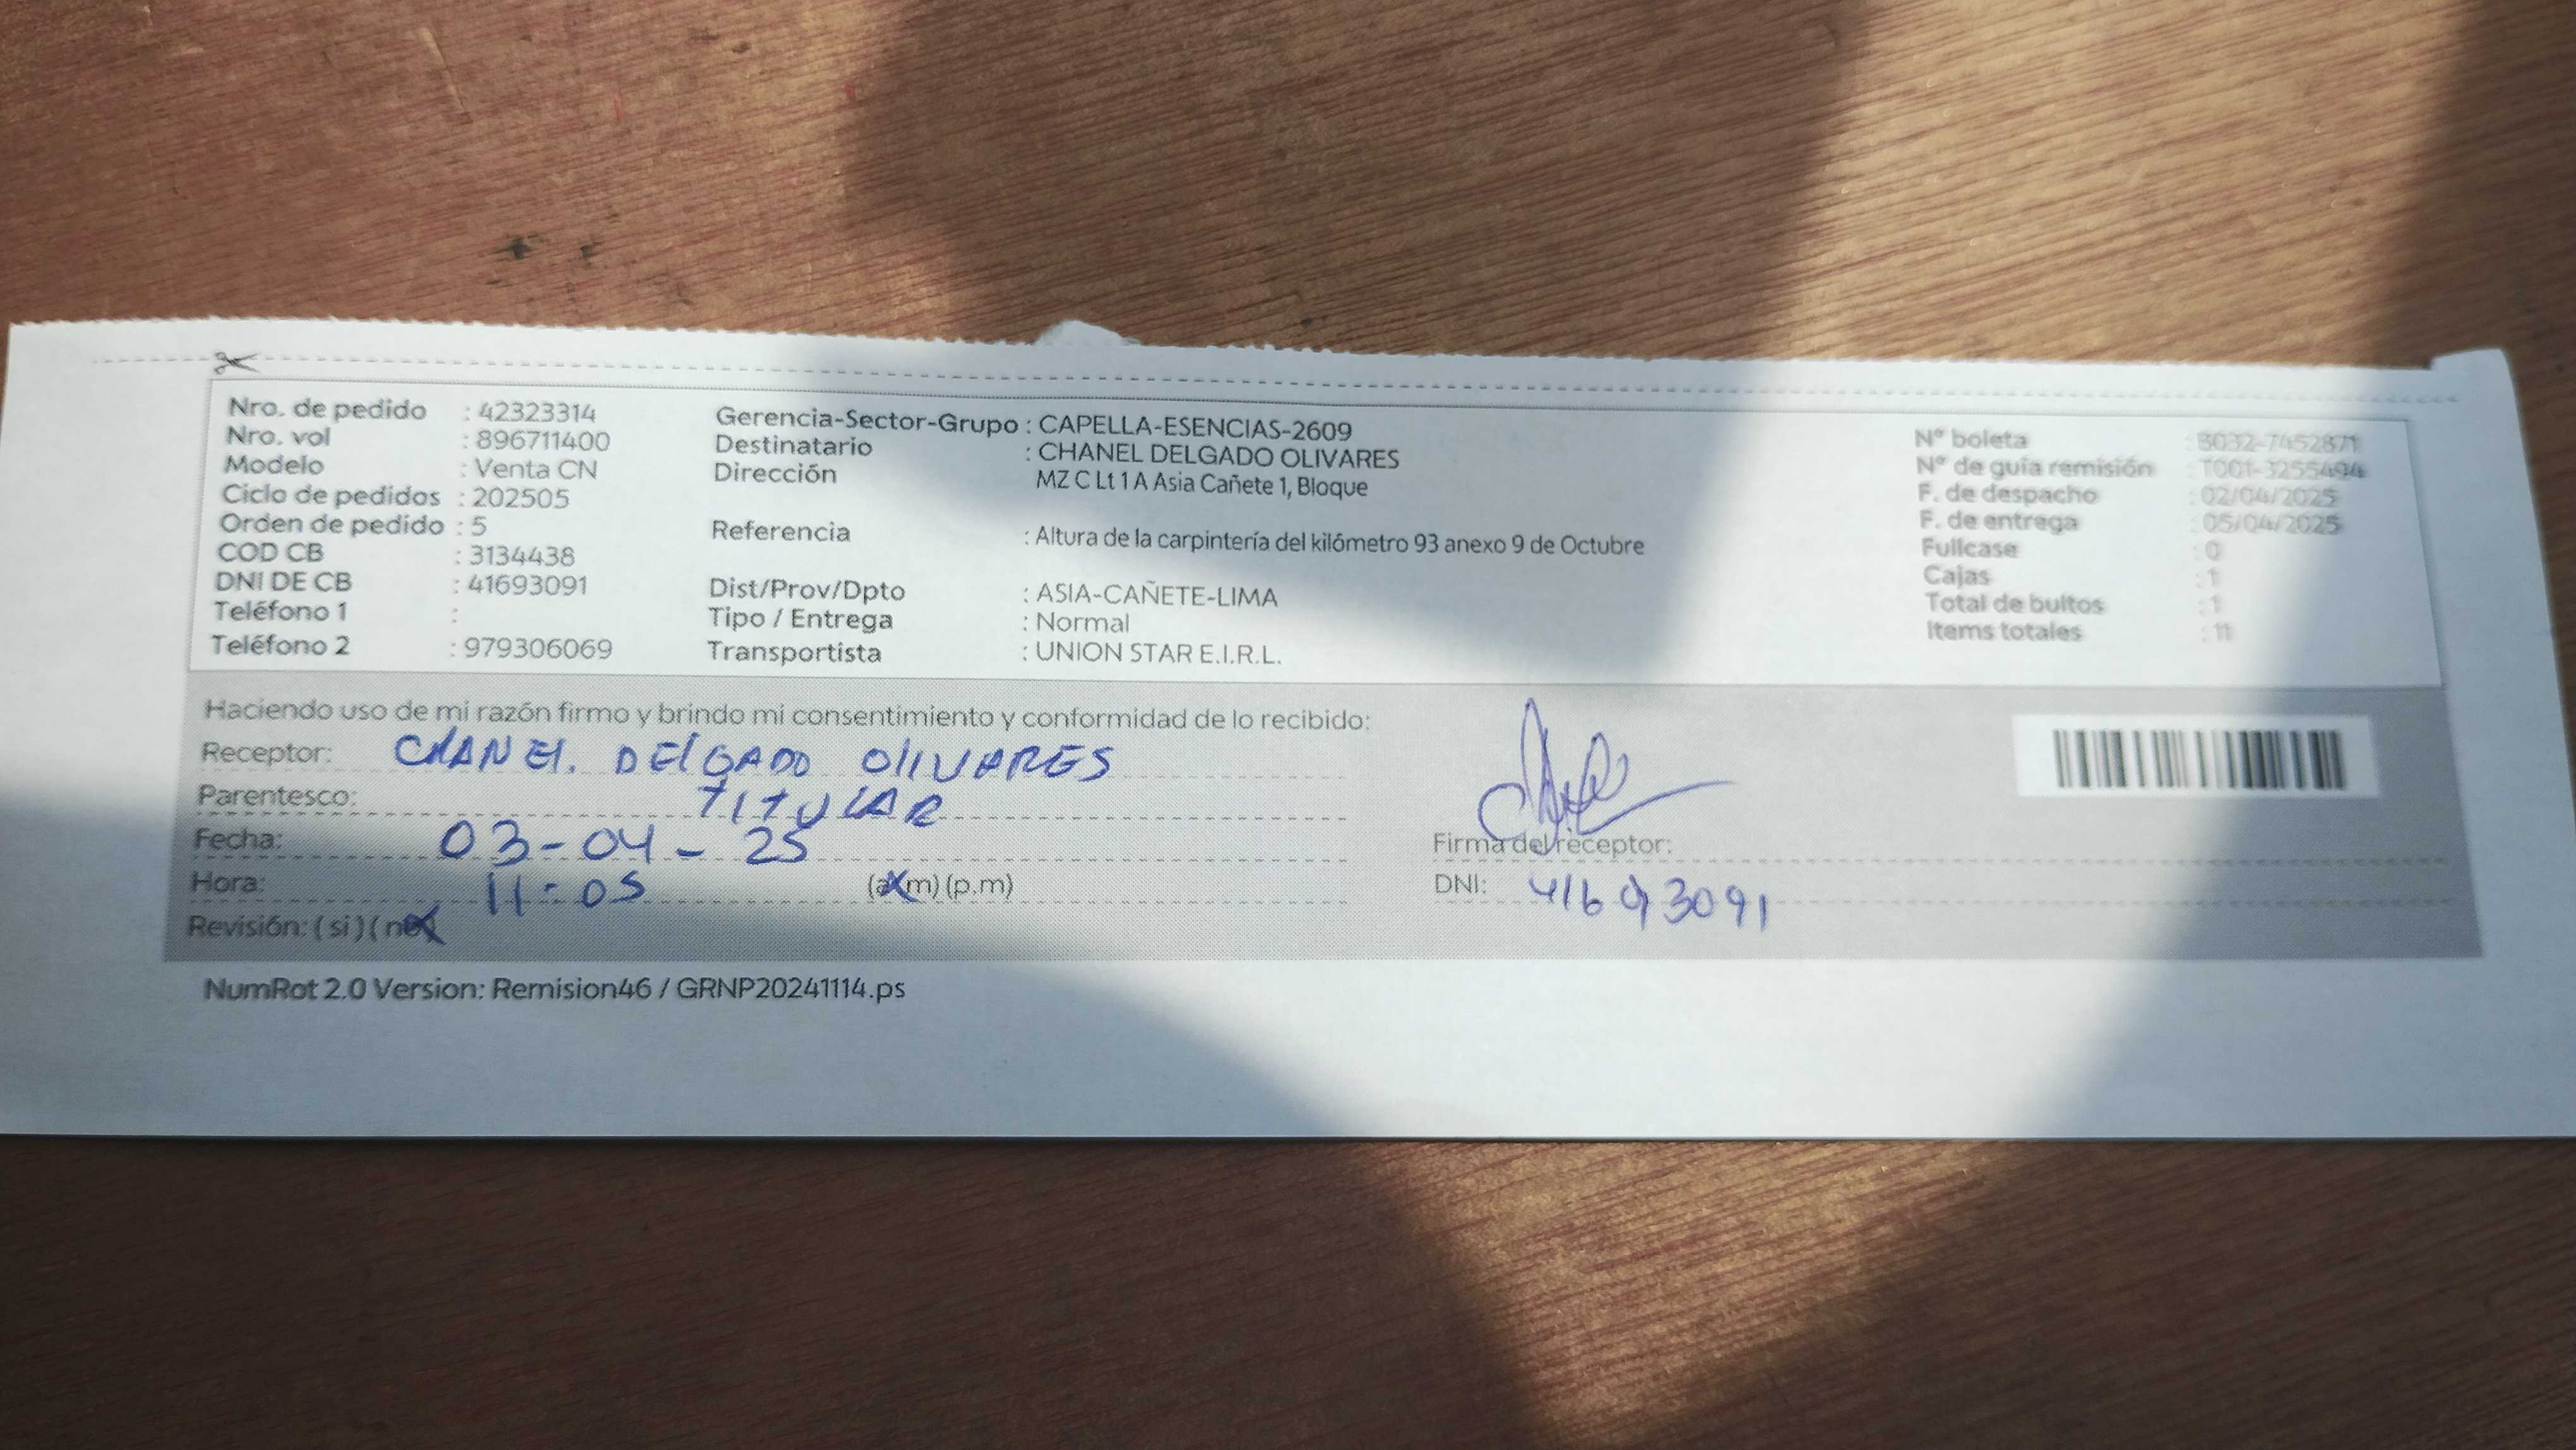 Nro. de pedido : 42323314
Nro. vol : 896711400
Modelo : Venta CN
Ciclo de pedidos : 202505
Orden de pedido : 5
COD CB : 3134438
DNI DE CB : 41693091
Teléfono 1 :
Teléfono 2 : 979306069
Gerencia-Sector-Grupo : CAPELLA-ESENCIAS-2609
Destinatario : CHANEL DELGADO OLIVARES
Dirección MZ C Lt 1 A Asia Cañete 1, Bloque
Referencia : Altura de la carpintería del kilómetro 93 anexo 9 de Octubre
Dist/Prov/Dpto : ASIA-CAÑETE-LIMA
Tipo / Entrega : Normal
Transportista : UNION STAR E.I.R.L.
N° boleta : B032-7452871
N° de guía remisión : T001-3255494
F. de despacho : 02/04/2025
F. de entrega : 05/04/2025
Fullcase : 0
Cajas : 1
Total de bultos : 1
Items totales : 11
Haciendo uso de mi razón firmo y brindo mi consentimiento y conformidad de lo recibido:
Receptor: CHANEl. DElGADO OlIVARES
Parentesco: TITULAR
Fecha: 03-04-25
Hora: 11:05 (a.m) (p.m)
Revisión: ( si ) ( no )
Firma del receptor:
DNI: 41693091
NumRot 2.0 Version: Remision46 / GRNP20241114.ps